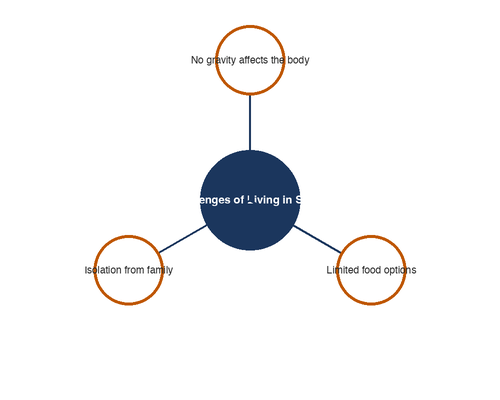 No gravity affects the body
enges of Living in S
Isolation from family
Limited food options